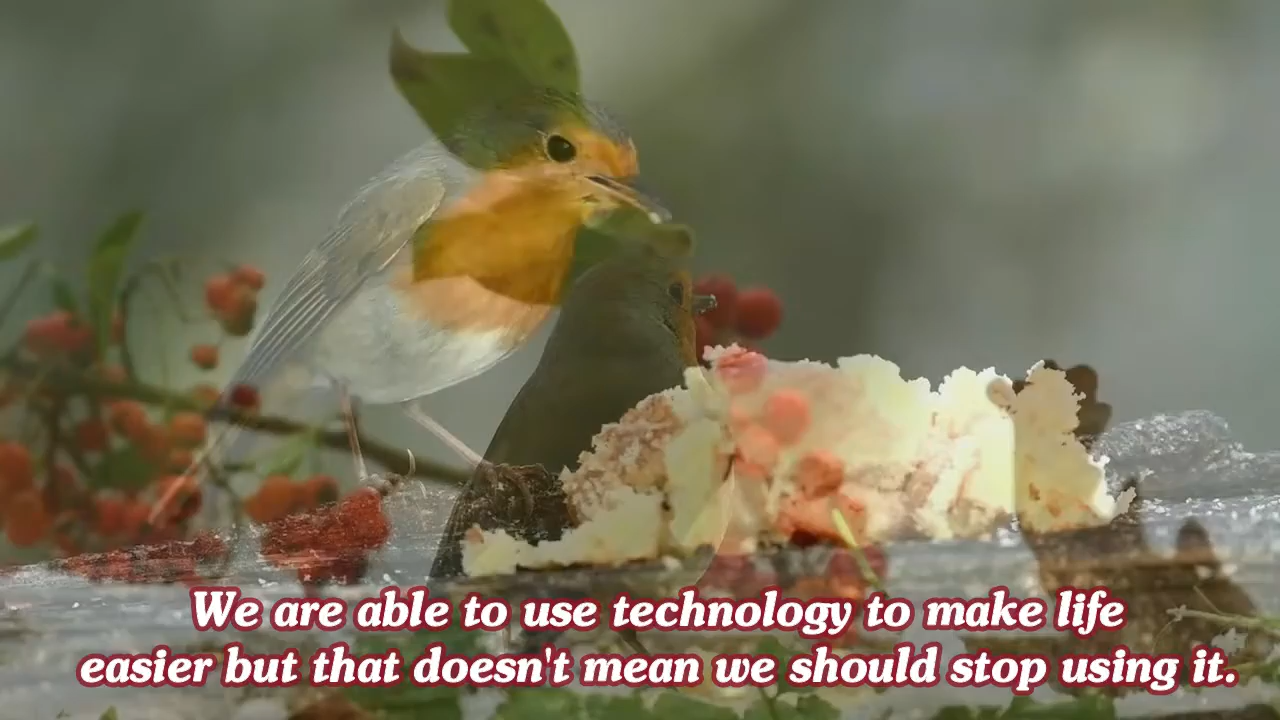 We are able to use technology to make life
easier but that doesn't mean we should stop using it.